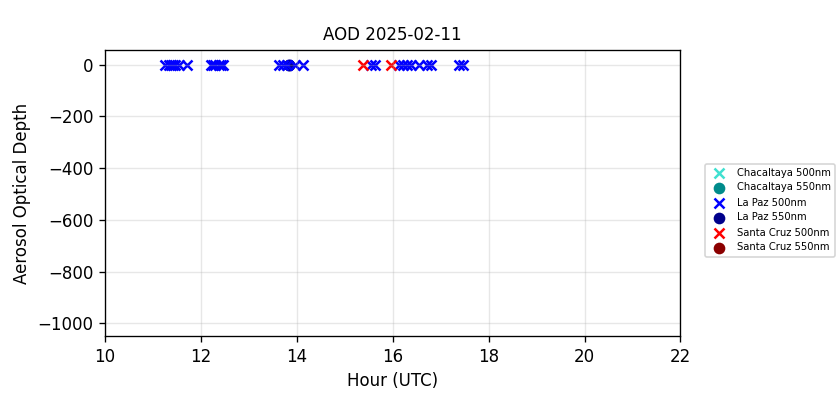 AOD 2025-02-11
Aerosol Optical Depth
0
−200
−400
−600
−800
−1000
10 12 14 16 18 20 22
Hour (UTC)
Chacaltaya 500nm
Chacaltaya 550nm
La Paz 500nm
La Paz 550nm
Santa Cruz 500nm
Santa Cruz 550nm